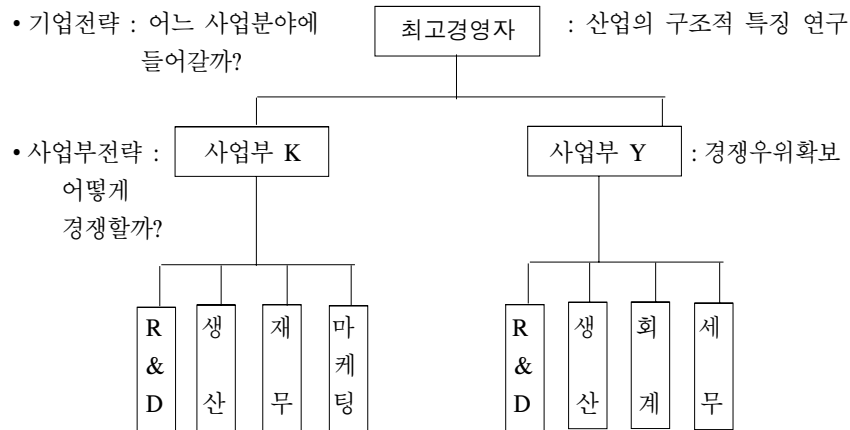 • 기업전략 : 어느 사업분야에 최고경영자 : 산업의 구조적 특징 연구
들어갈까?
• 사업부전략 : 사업부 K 사업부 Y : 경쟁우위확보
어떻게
경쟁할까?
R & D 생산 재무 마케팅 R & D 생산 회계 세무